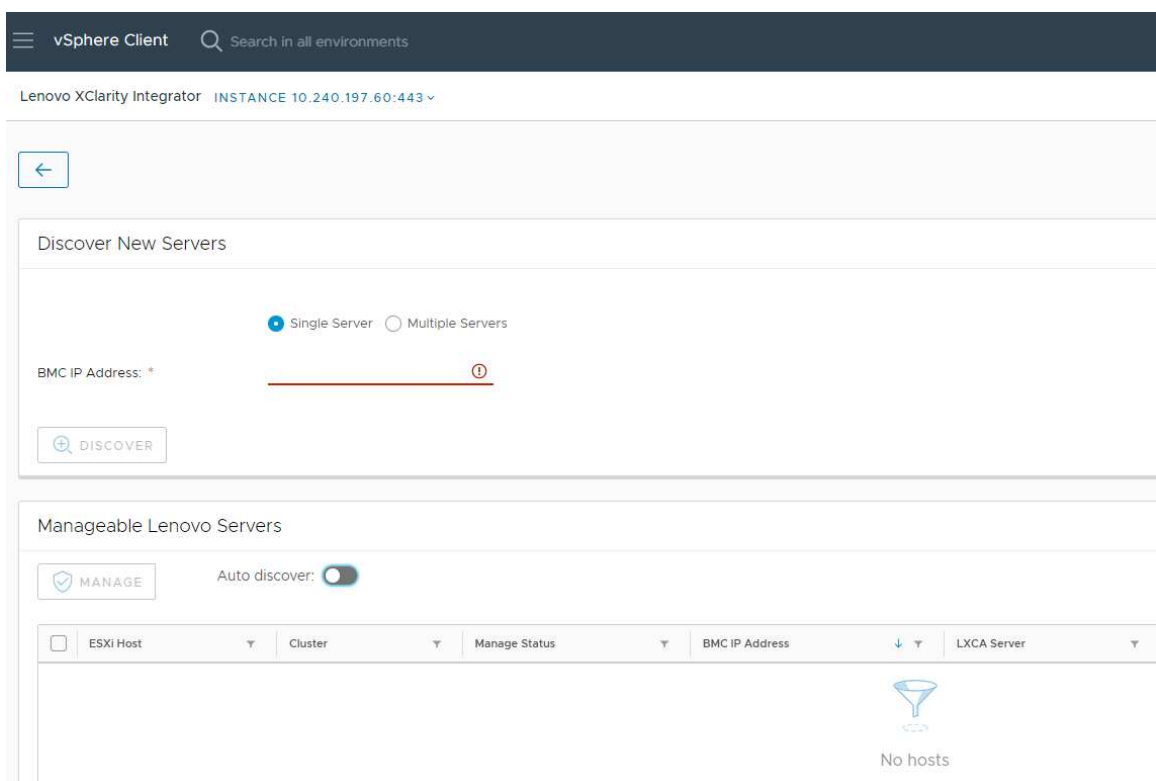 vSphere Client Search in all environments
Lenovo XClarity Integrator INSTANCE 10.240.197.60:443
Discover New Servers
Single Server Multiple Servers
BMC IP Address: *
DISCOVER
Manageable Lenovo Servers
MANAGE Auto discover:
ESXi Host Cluster Manage Status BMC IP Address LXCA Server
No hosts